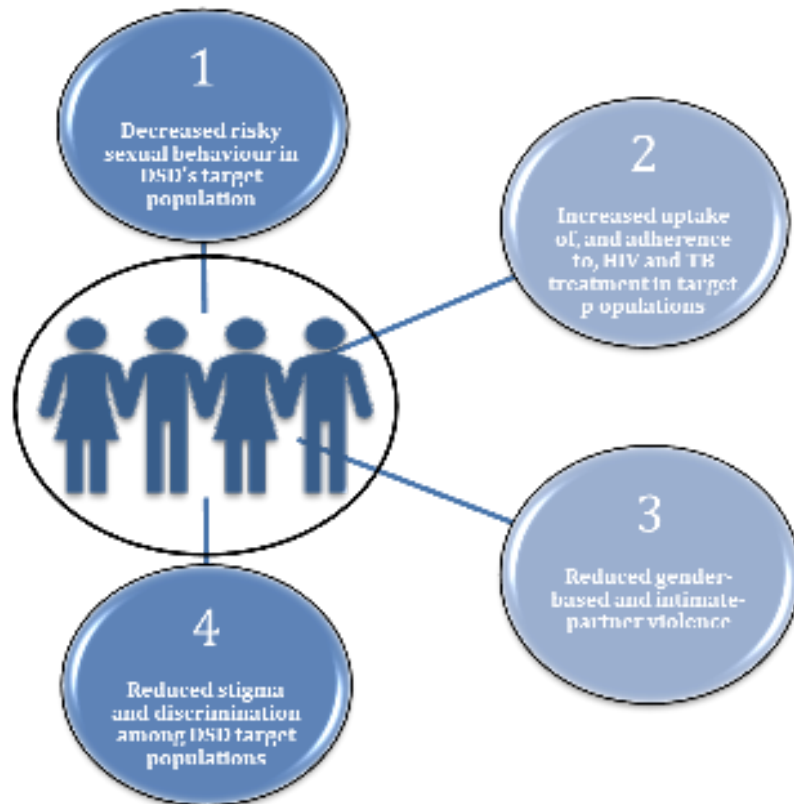 1
Decreased risky
sexual behaviour in
DSD's target
population
2
Increased uptake
of, and adherence
to, HIV and TB
treatment in target
p opulations
3
Reduced gender-
based and intimate-
partner violence
4
Reduced stigma
and discrimination
among DSD target
populations